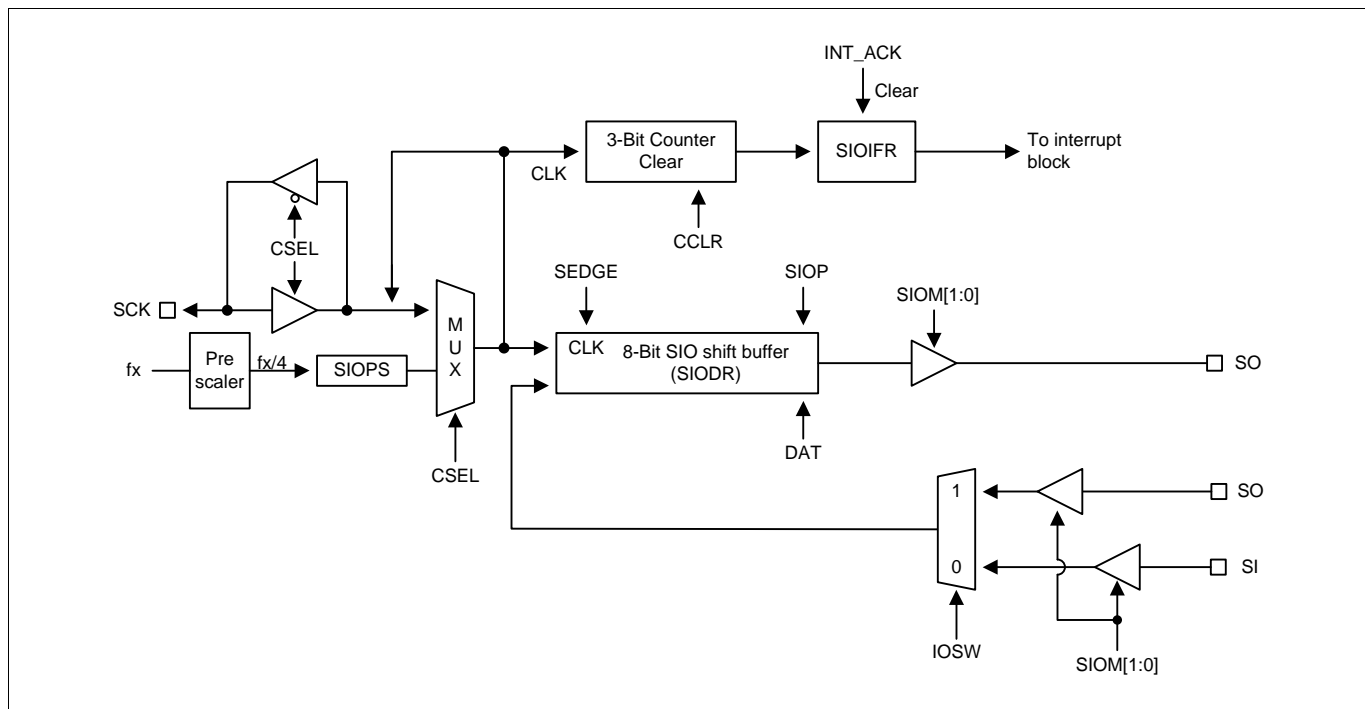 INT_ACK
Clear
3-Bit Counter
Clear
SIOIFR
To interrupt
block
CLK
CCLR
CSEL
SEDGE
SIOP
SIOM[1:0]
SCK
M
U
X
CLK
8-Bit SIO shift buffer
(SIODR)
SO
fx
Pre
scaler
fx/4
SIOPS
DAT
CSEL
1
SO
0
SI
IOSW
SIOM[1:0]